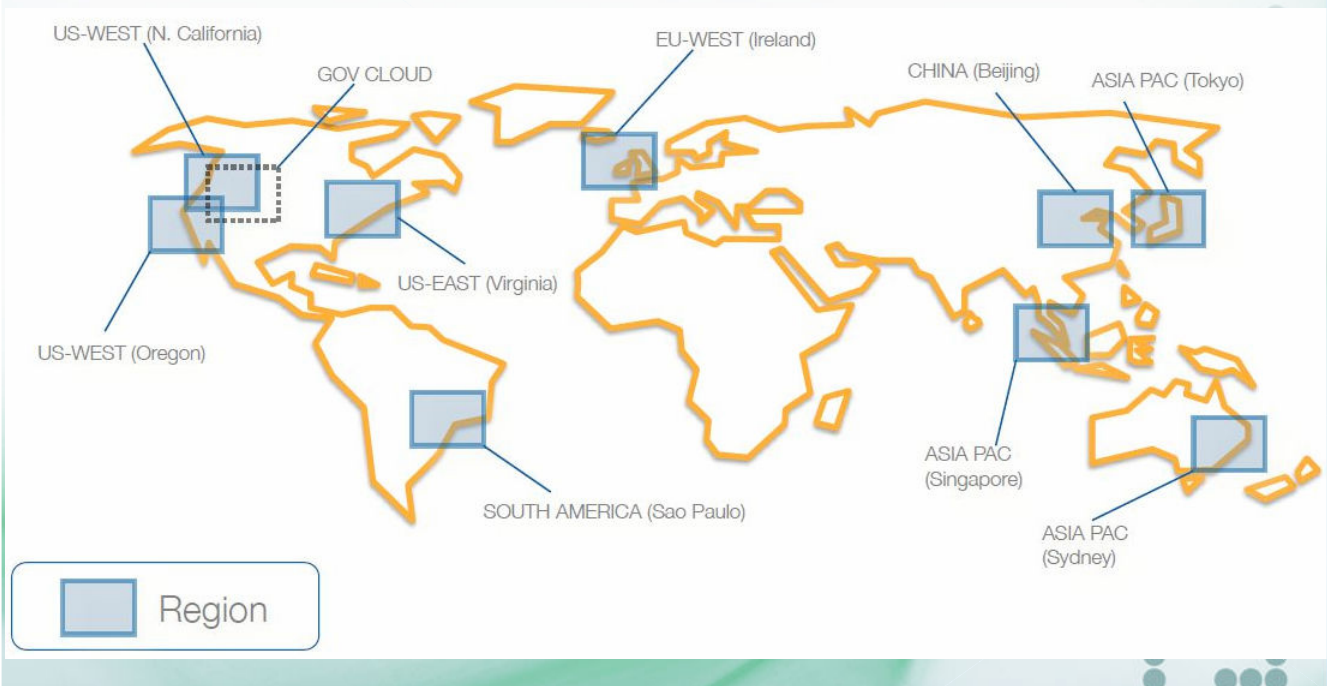 US-WEST (N. California)
EU-WEST (Ireland)
GOV CLOUD
CHINA (Beijing)
ASIA PAC (Tokyo)
US-EAST (Virginia)
US-WEST (Oregon)
ASIA PAC
(Singapore)
SOUTH AMERICA (Sao Paulo)
ASIA PAC
(Sydney)
Region